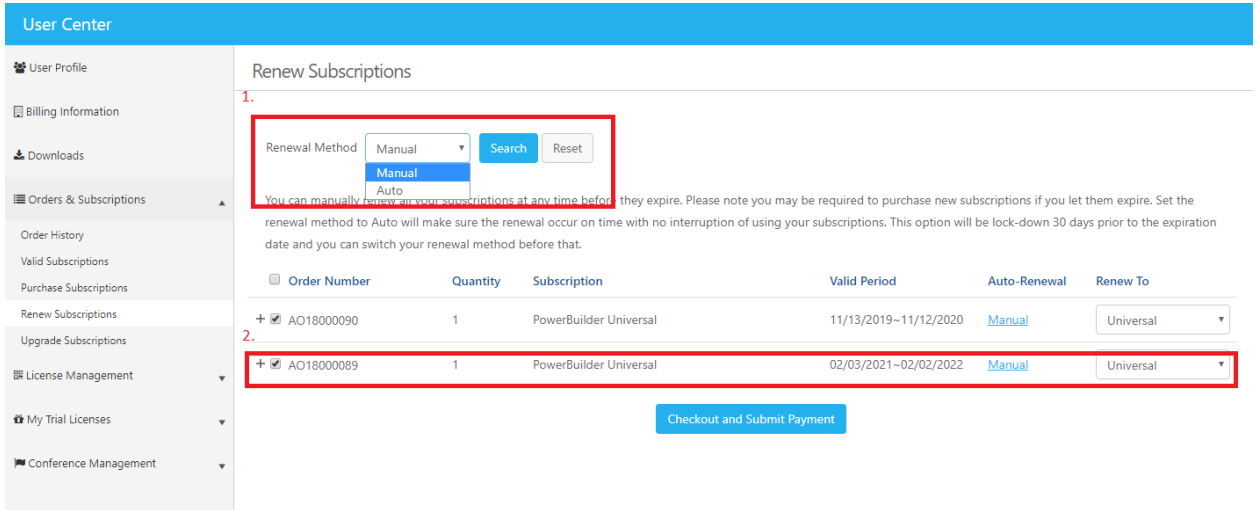 User Center
User Profile
Billing Information
Downloads
Orders & Subscriptions
Order History
Valid Subscriptions
Purchase Subscriptions
Renew Subscriptions
Upgrade Subscriptions
License Management
My Trial Licenses
Conference Management
Renew Subscriptions
1.
Renewal Method Manual Search Reset
Manual
Auto
You can manually renew all your subscriptions at any time before they expire. Please note you may be required to purchase new subscriptions if you let them expire. Set the
renewal method to Auto will make sure the renewal occur on time with no interruption of using your subscriptions. This option will be lock-down 30 days prior to the expiration
date and you can switch your renewal method before that.
Order Number Quantity Subscription Valid Period Auto-Renewal Renew To
+ AO18000090 1 PowerBuilder Universal 11/13/2019~11/12/2020 Manual Universal
2.
+ AO18000089 1 PowerBuilder Universal 02/03/2021~02/02/2022 Manual Universal
Checkout and Submit Payment